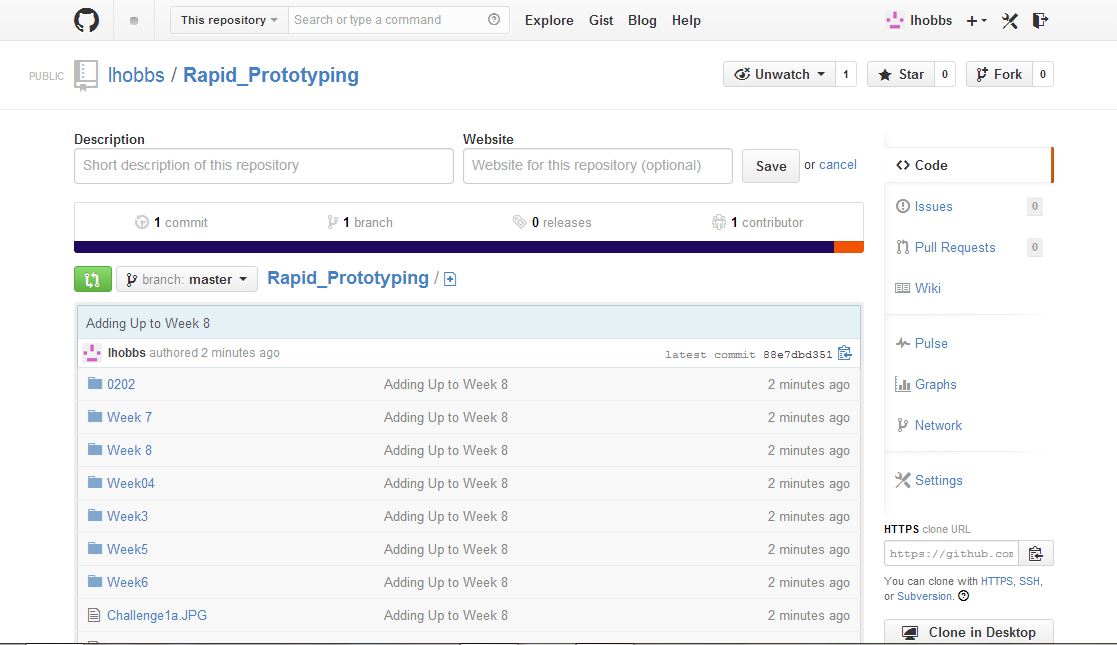 This repository Search or type a command Explore Gist Blog Help lhobbs
PUBLIC lhobbs / Rapid_Prototyping Unwatch 1 Star 0 Fork 0
Description Website
Short description of this repository Website for this repository (optional) Save or cancel
1 commit 1 branch 0 releases 1 contributor
branch: master Rapid_Prototyping /
Adding Up to Week 8
lhobbs authored 2 minutes ago latest commit 88e7dbd351
0202 Adding Up to Week 8 2 minutes ago
Week 7 Adding Up to Week 8 2 minutes ago
Week 8 Adding Up to Week 8 2 minutes ago
Week04 Adding Up to Week 8 2 minutes ago
Week3 Adding Up to Week 8 2 minutes ago
Week5 Adding Up to Week 8 2 minutes ago
Week6 Adding Up to Week 8 2 minutes ago
Challenge1a.JPG Adding Up to Week 8 2 minutes ago
Code
Issues 0
Pull Requests 0
Wiki
Pulse
Graphs
Network
Settings
HTTPS clone URL
https://github.com
You can clone with HTTPS, SSH,
or Subversion.
Clone in Desktop